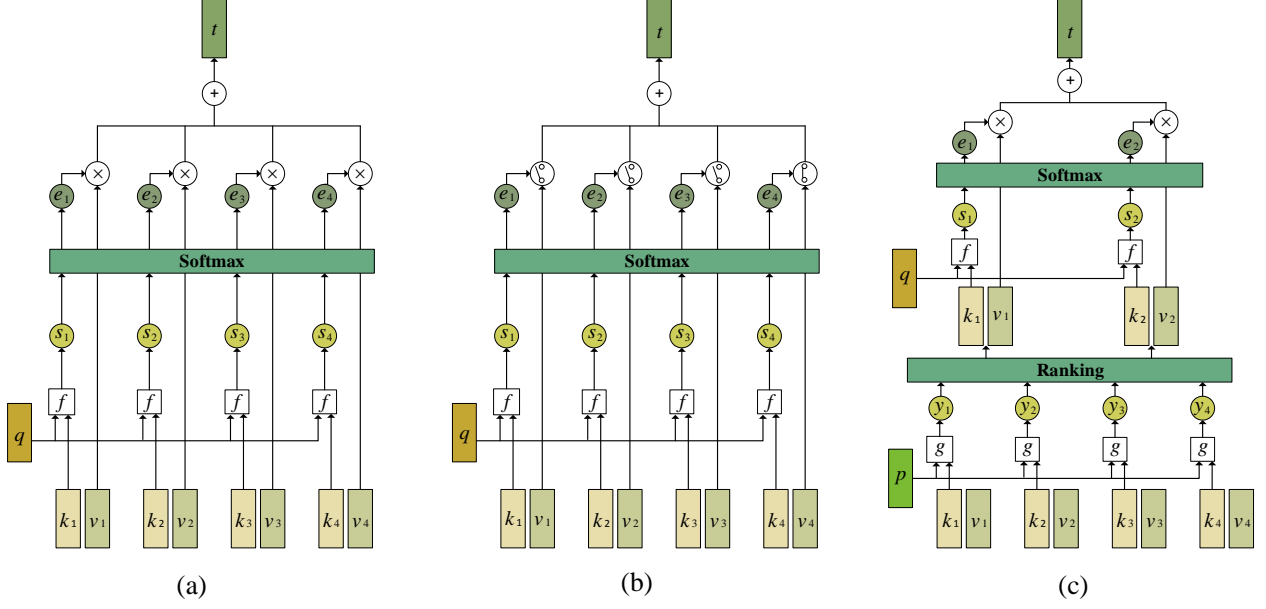 t
+
× × × ×
e1 e2 e3 e4
Softmax
s1 s2 s3 s4
f f f f
q
k1 v1 k2 v2 k3 v3 k4 v4
(a)
t
+
e1 e2 e3 e4
Softmax
s1 s2 s3 s4
f f f f
q
k1 v1 k2 v2 k3 v3 k4 v4
(b)
t
+
× ×
e1 e2
Softmax
s1 s2
f f
q
k1 v1 k2 v2
Ranking
y1 y2 y3 y4
g g g g
p
k1 v1 k2 v2 k3 v3 k4 v4
(c)